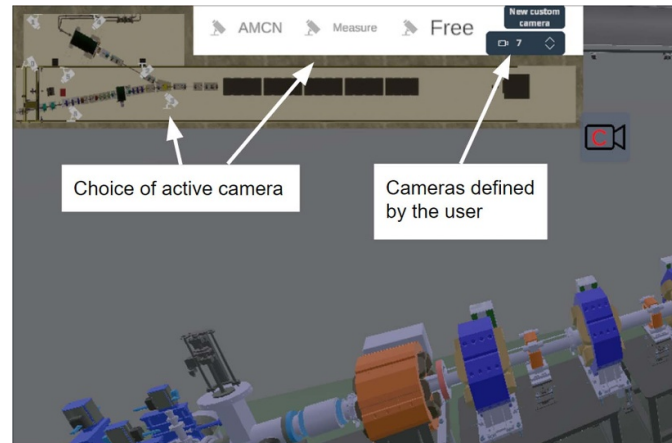 AMCN Measure Free
New custom
camera
7
C
Choice of active camera
Cameras defined
by the user